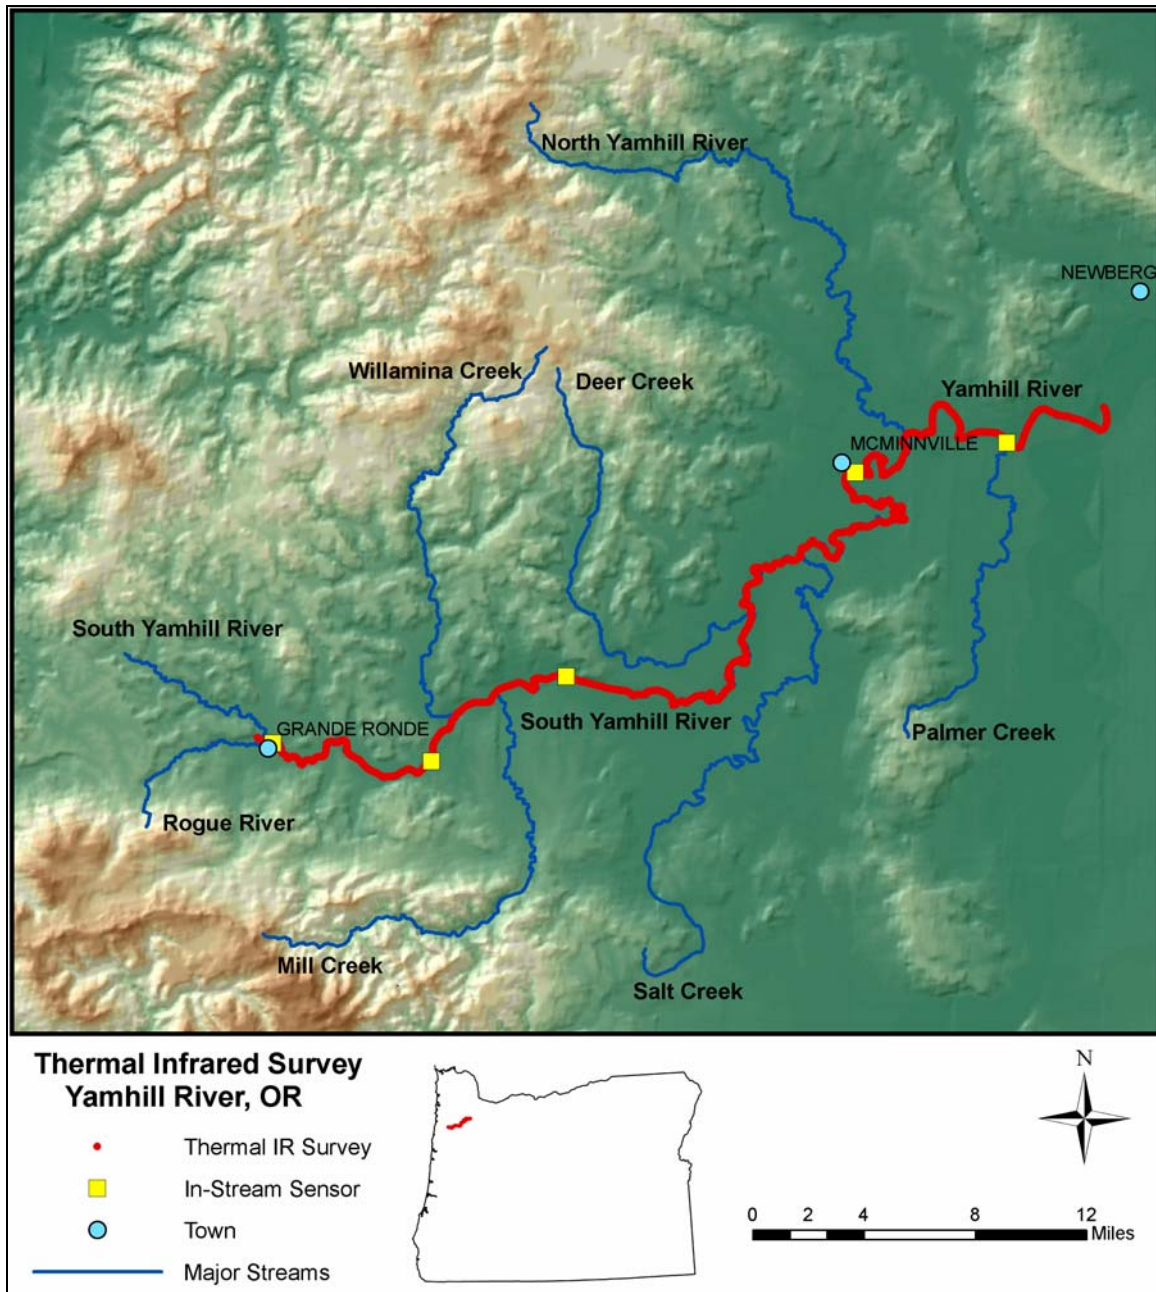 North Yamhill River
NEWBERG
Willamina Creek
Deer Creek
Yamhill River
MCMINNVILLE
South Yamhill River
GRANDE RONDE
South Yamhill River
Palmer Creek
Rogue River
Mill Creek
Salt Creek
Thermal Infrared Survey
Yamhill River, OR
Thermal IR Survey
In-Stream Sensor
Town
Major Streams
N
0 2 4 8 12
Miles